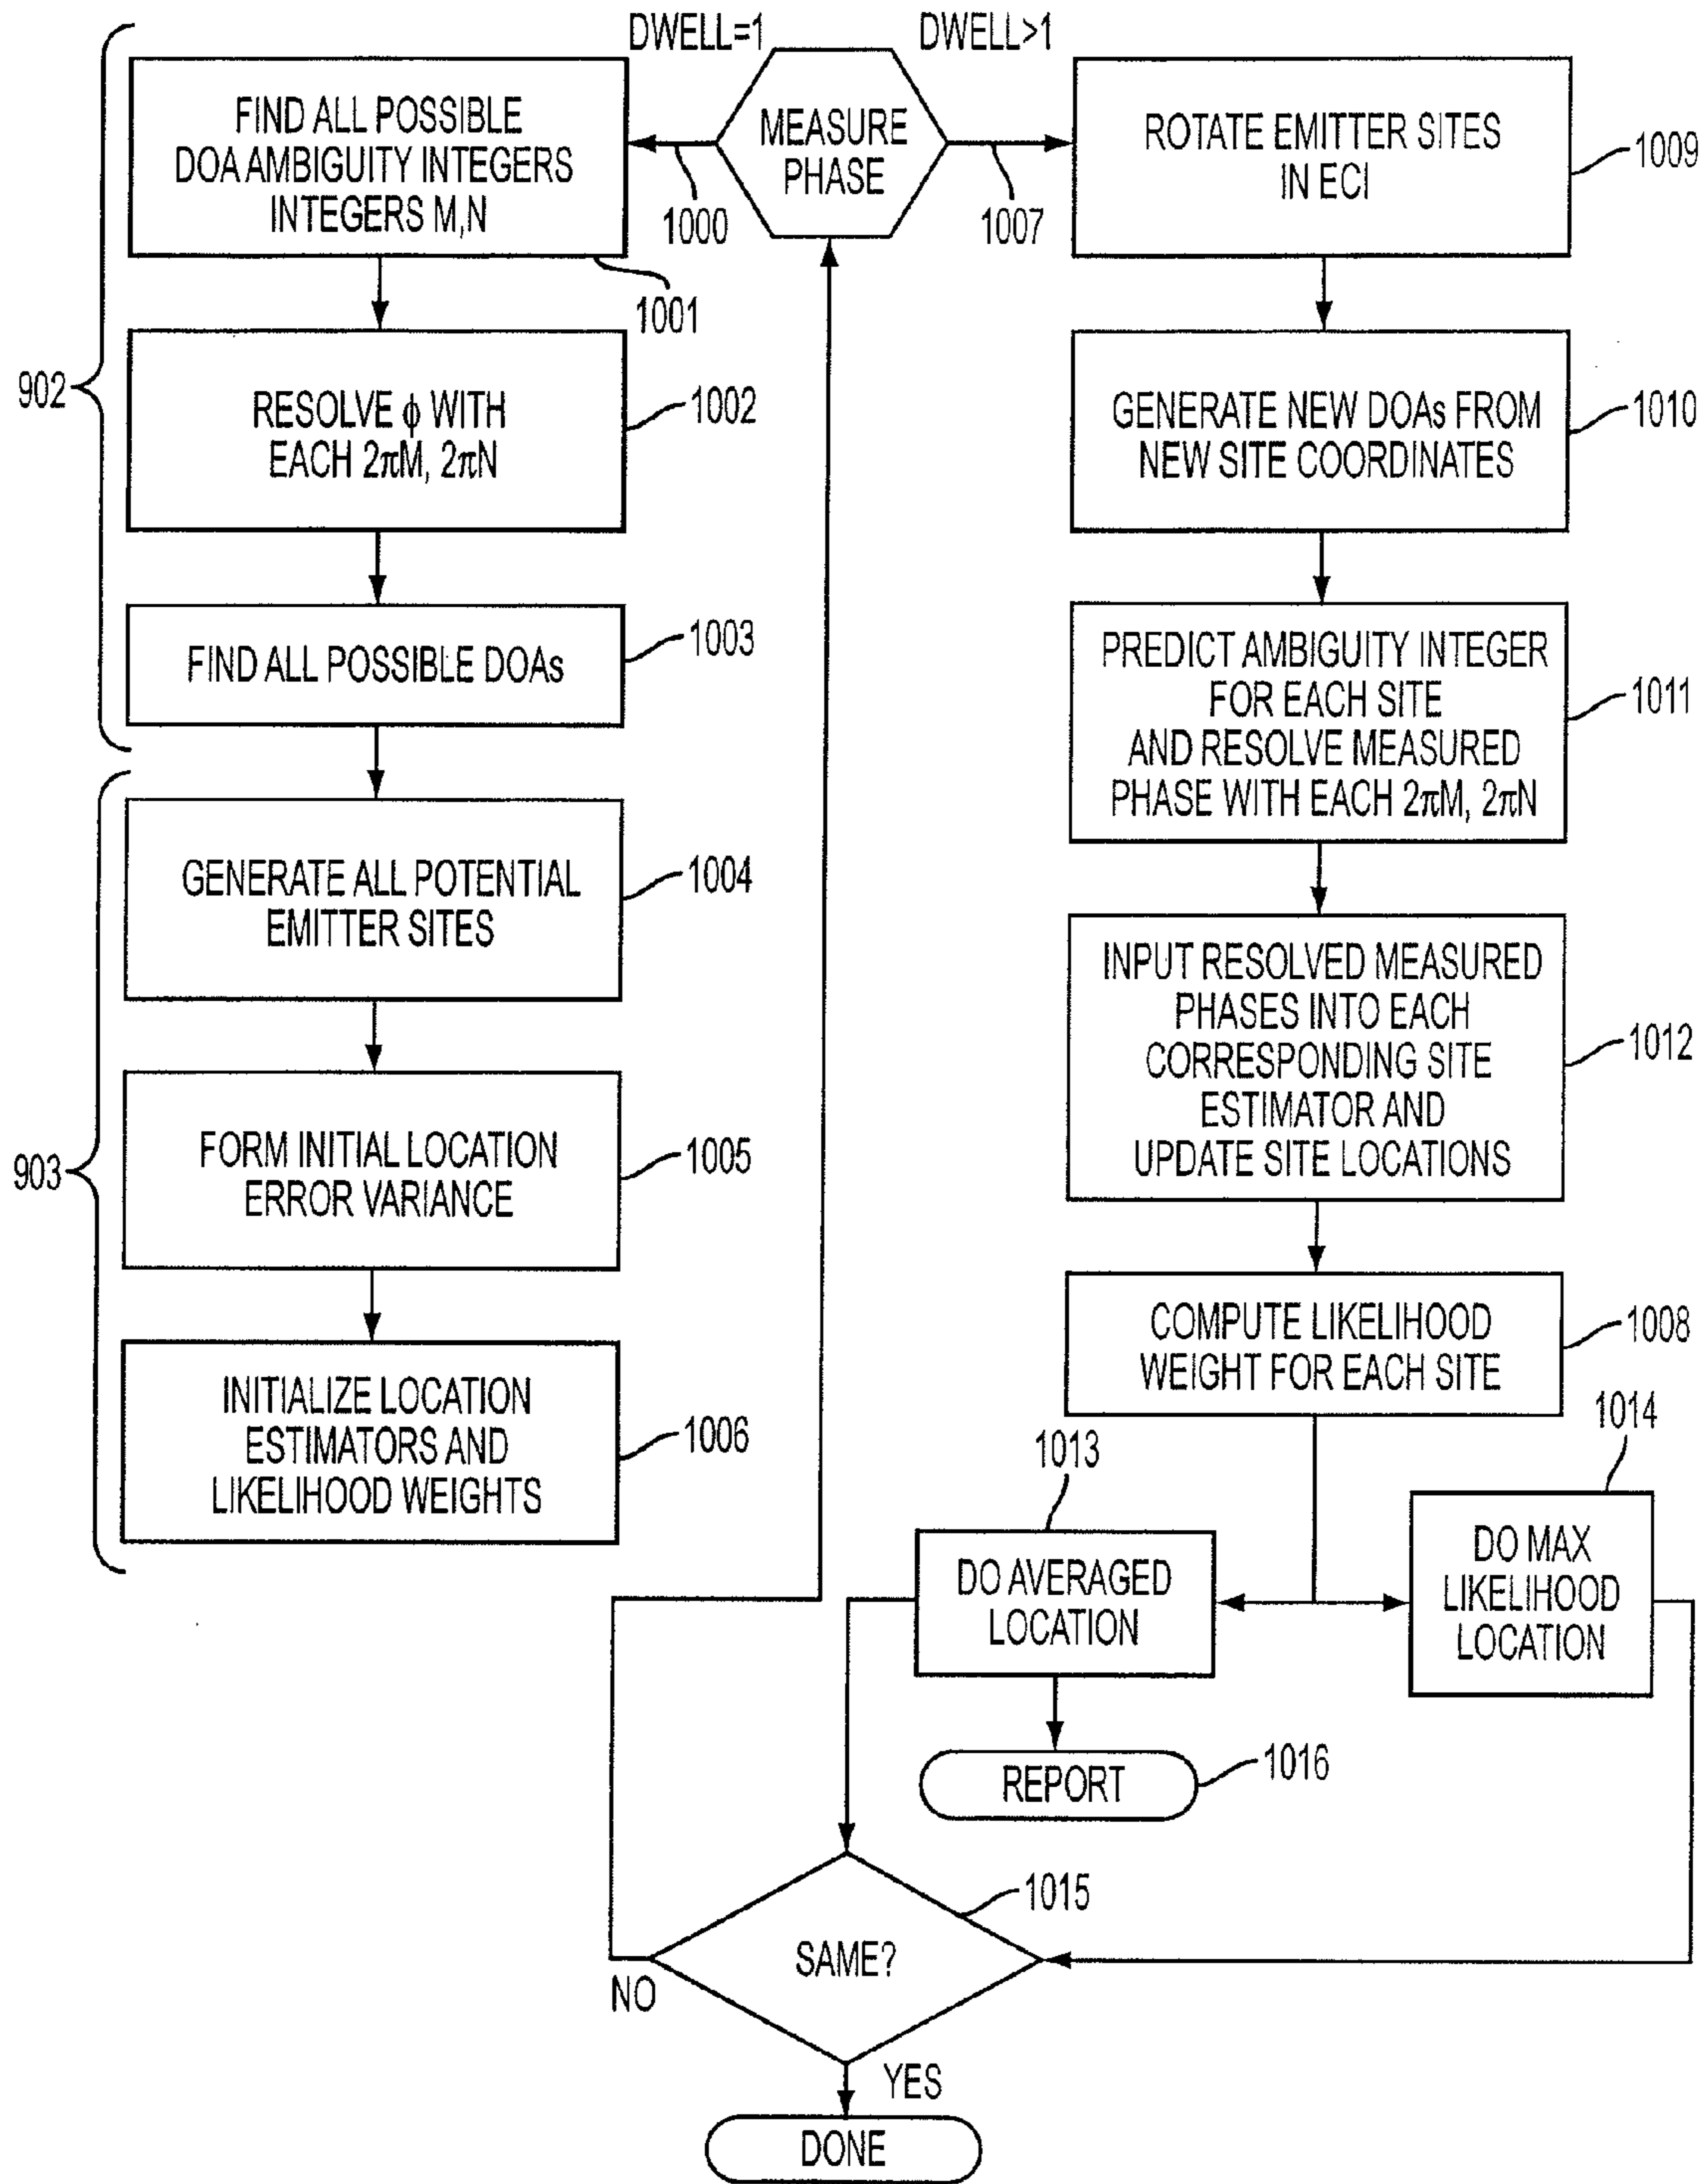 DWELL=1
DWELL>1
FIND ALL POSSIBLE
DOA AMBIGUITY INTEGERS
INTEGERS M,N
MEASURE
PHASE
ROTATE EMITTER SITES
IN ECI
1009
1000
1007
1001
902
RESOLVE ϕ WITH
EACH 2πM, 2πN
1002
GENERATE NEW DOAs FROM
NEW SITE COORDINATES
1010
FIND ALL POSSIBLE DOAs
1003
PREDICT AMBIGUITY INTEGER
FOR EACH SITE
AND RESOLVE MEASURED
PHASE WITH EACH 2πM, 2πN
1011
903
GENERATE ALL POTENTIAL
EMITTER SITES
1004
INPUT RESOLVED MEASURED
PHASES INTO EACH
CORRESPONDING SITE
ESTIMATOR AND
UPDATE SITE LOCATIONS
1012
FORM INITIAL LOCATION
ERROR VARIANCE
1005
COMPUTE LIKELIHOOD
WEIGHT FOR EACH SITE
1008
INITIALIZE LOCATION
ESTIMATORS AND
LIKELIHOOD WEIGHTS
1006
1013
1014
DO AVERAGED
LOCATION
DO MAX
LIKELIHOOD
LOCATION
REPORT
1016
1015
SAME?
NO
YES
DONE